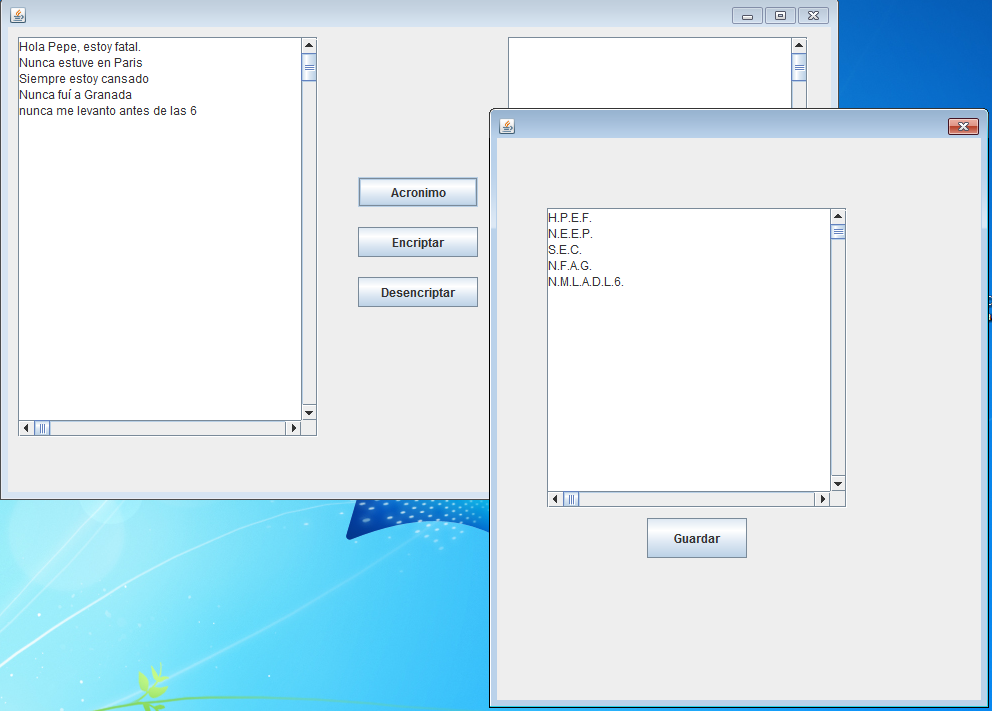 Hola Pepe, estoy fatal.
Nunca estuve en Paris
Siempre estoy cansado
Nunca fuí a Granada
nunca me levanto antes de las 6
Acronimo
Encriptar
Desencriptar
H.P.E.F.
N.E.E.P.
S.E.C.
N.F.A.G.
N.M.L.A.D.L.6.
Guardar